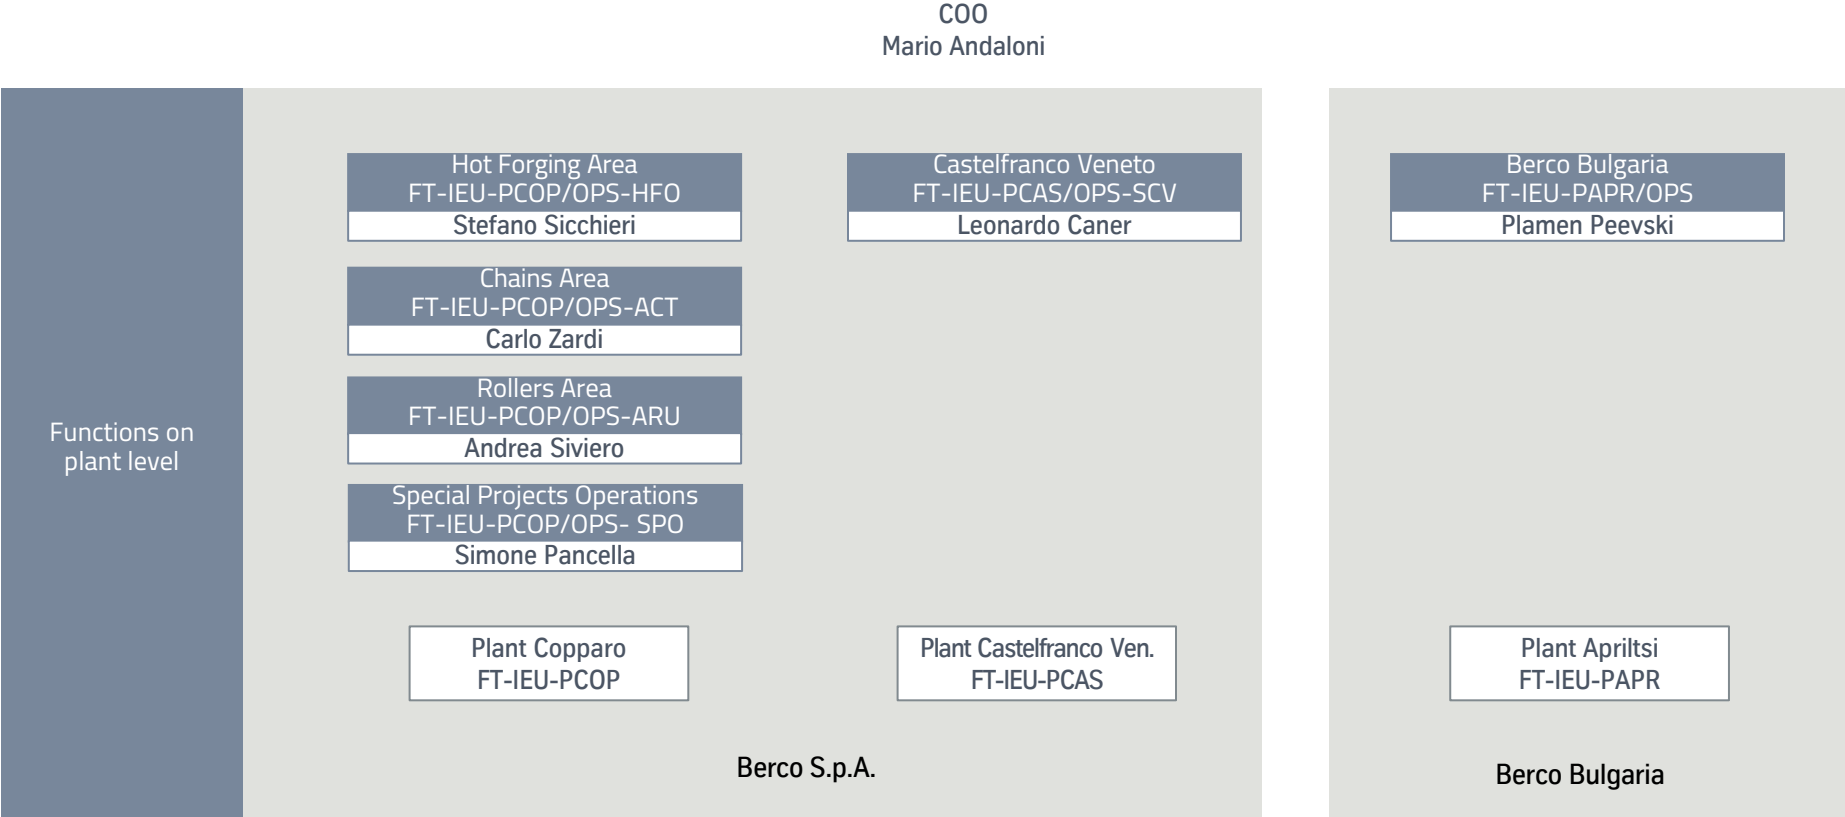 COO
Mario Andaloni
Functions on
plant level
Hot Forging Area
FT-IEU-PCOP/OPS-HFO
Stefano Sicchieri
Chains Area
FT-IEU-PCOP/OPS-ACT
Carlo Zardi
Rollers Area
FT-IEU-PCOP/OPS-ARU
Andrea Siviero
Special Projects Operations
FT-IEU-PCOP/OPS- SPO
Simone Pancella
Plant Copparo
FT-IEU-PCOP
Castelfranco Veneto
FT-IEU-PCAS/OPS-SCV
Leonardo Caner
Plant Castelfranco Ven.
FT-IEU-PCAS
Berco S.p.A.
Berco Bulgaria
FT-IEU-PAPR/OPS
Plamen Peevski
Plant Apriltsi
FT-IEU-PAPR
Berco Bulgaria